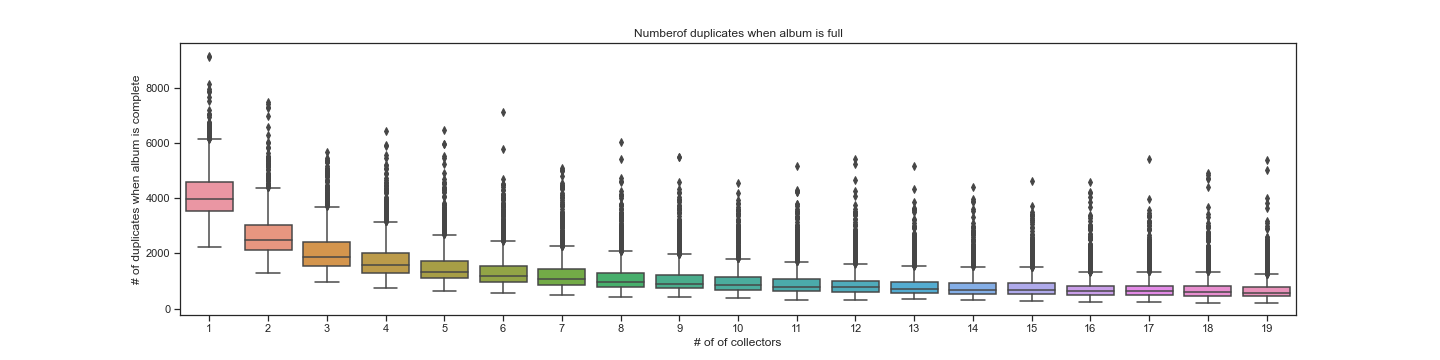 Numberof duplicates when album is full
# of duplicates when album is complete
8000
6000
4000
2000
0
1 2 3 4 5 6 7 8 9 10 11 12 13 14 15 16 17 18 19
# of of collectors